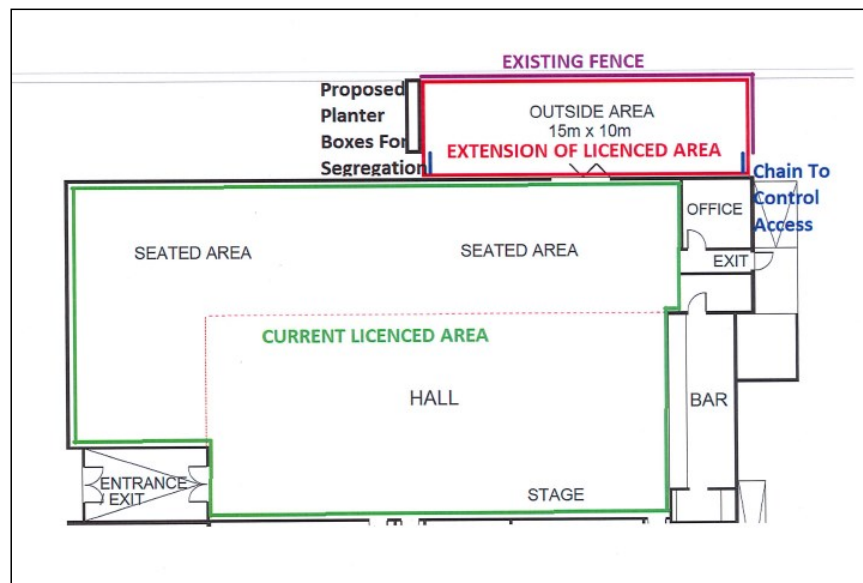 EXISTING FENCE
Proposed
Planter
Boxes For
Segregation
OUTSIDE AREA
15m x 10m
EXTENSION OF LICENCED AREA
Chain To
Control
Access
OFFICE
SEATED AREA
SEATED AREA
EXIT
CURRENT LICENCED AREA
HALL
BAR
ENTRANCE
/ EXIT
STAGE